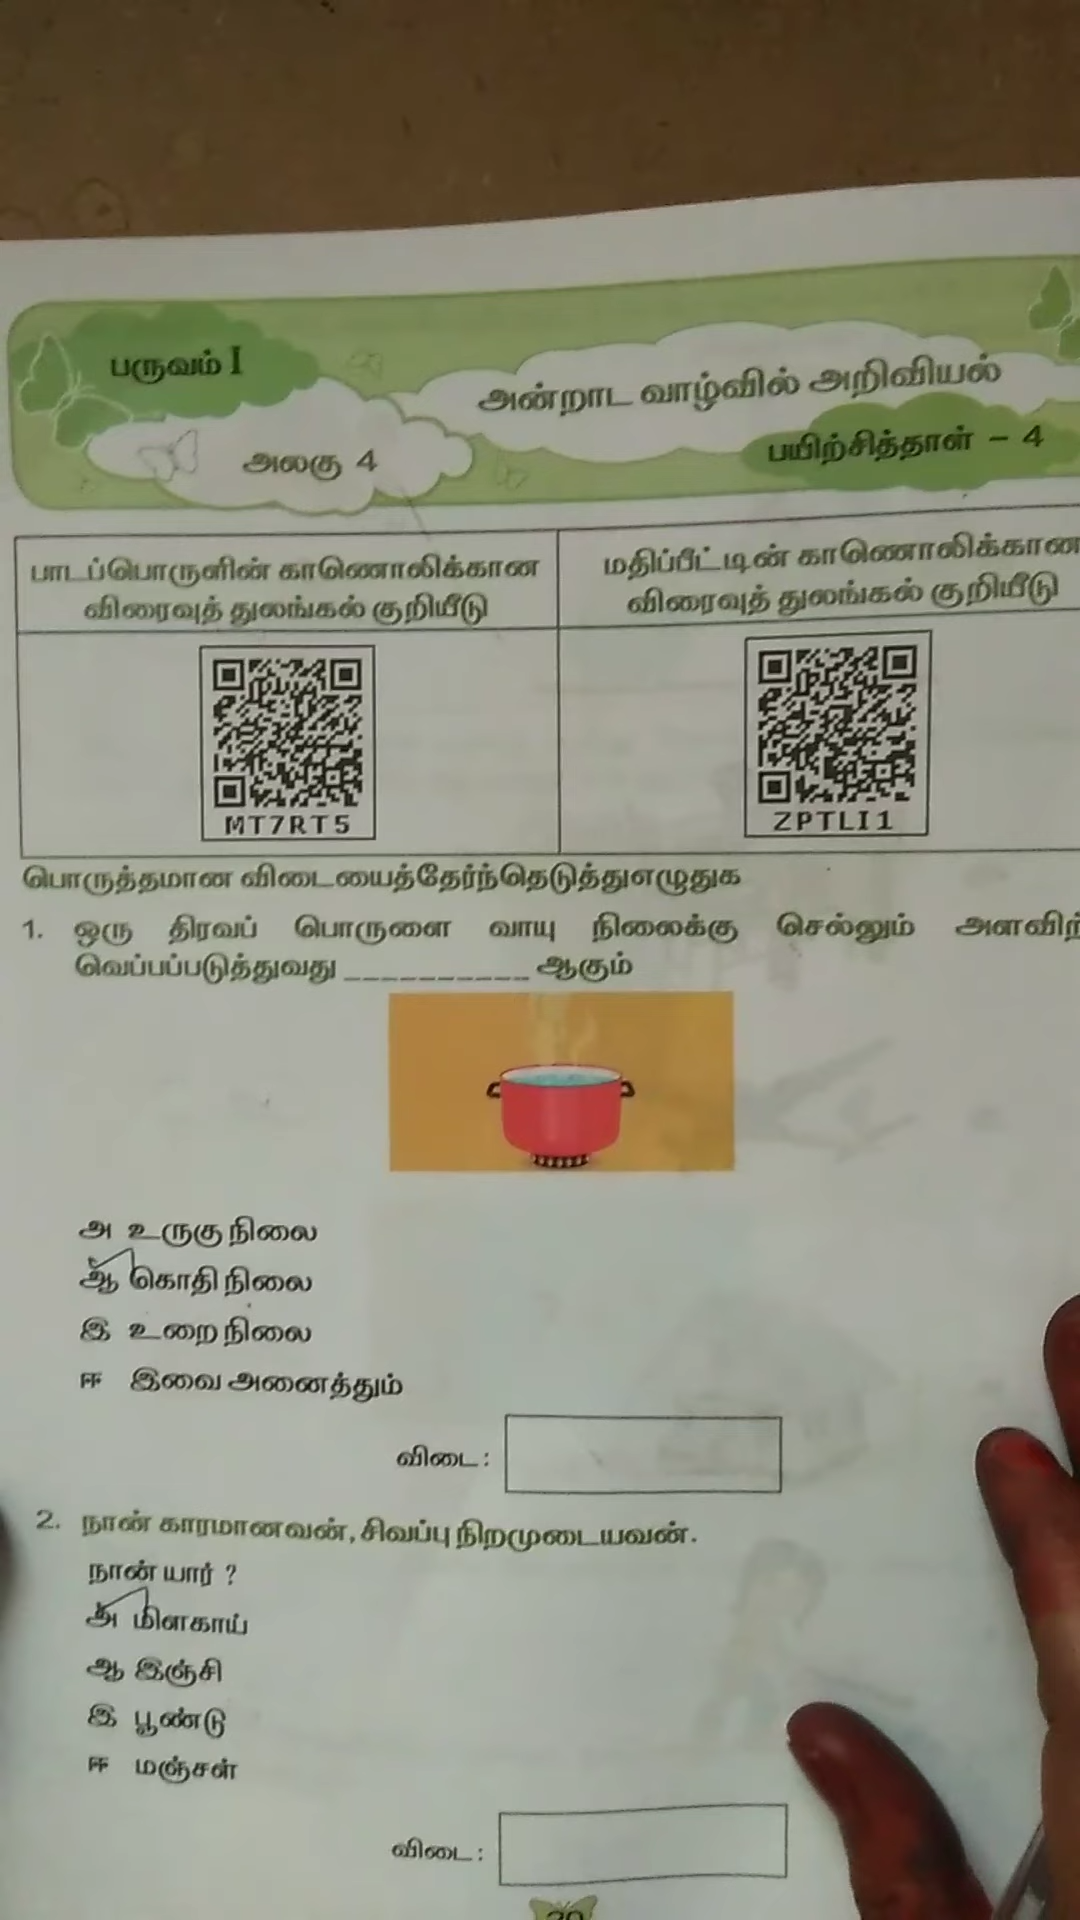 பருவம் I
அன்றாட வாழ்வில் அறிவியல்
அலகு 4
பயிற்சித்தாள் – 4
பாடப்பொருளின் காணொலிக்கான
விரைவுத் துலங்கல் குறியீடு
மதிப்பீட்டின் காணொலிக்கான
விரைவுத் துலங்கல் குறியீடு
MT7RT5
ZPTLI1
பொருத்தமான விடையைத்தேர்ந்தெடுத்துஎழுதுக
1. ஒரு திரவப் பொருளை வாயு நிலைக்கு செல்லும் அளவிற்
வெப்பப்படுத்துவது __________ ஆகும்
அ உருகுநிலை
ஆ கொதிநிலை
இ உறைநிலை
ஈ இவை அனைத்தும்
விடை :
2. நான் காரமானவன், சிவப்பு நிறமுடையவன்.
நான் யார் ?
அ மிளகாய்
ஆ இஞ்சி
இ பூண்டு
ஈ மஞ்சள்
விடை :